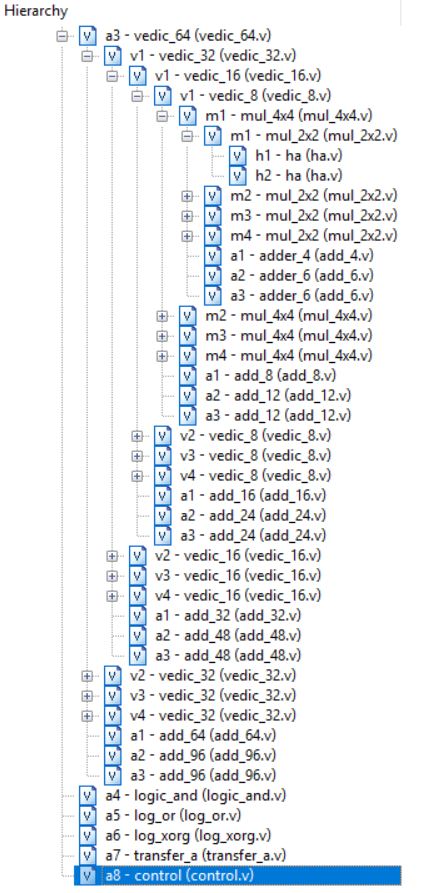 Hierarchy
a3 - vedic_64 (vedic_64.v)
v1 - vedic_32 (vedic_32.v)
v1 - vedic_16 (vedic_16.v)
v1 - vedic_8 (vedic_8.v)
m1 - mul_4x4 (mul_4x4.v)
m1 - mul_2x2 (mul_2x2.v)
h1 - ha (ha.v)
h2 - ha (ha.v)
m2 - mul_2x2 (mul_2x2.v)
m3 - mul_2x2 (mul_2x2.v)
m4 - mul_2x2 (mul_2x2.v)
a1 - adder_4 (add_4.v)
a2 - adder_6 (add_6.v)
a3 - adder_6 (add_6.v)
m2 - mul_4x4 (mul_4x4.v)
m3 - mul_4x4 (mul_4x4.v)
m4 - mul_4x4 (mul_4x4.v)
a1 - add_8 (add_8.v)
a2 - add_12 (add_12.v)
a3 - add_12 (add_12.v)
v2 - vedic_8 (vedic_8.v)
v3 - vedic_8 (vedic_8.v)
v4 - vedic_8 (vedic_8.v)
a1 - add_16 (add_16.v)
a2 - add_24 (add_24.v)
a3 - add_24 (add_24.v)
v2 - vedic_16 (vedic_16.v)
v3 - vedic_16 (vedic_16.v)
v4 - vedic_16 (vedic_16.v)
a1 - add_32 (add_32.v)
a2 - add_48 (add_48.v)
a3 - add_48 (add_48.v)
v2 - vedic_32 (vedic_32.v)
v3 - vedic_32 (vedic_32.v)
v4 - vedic_32 (vedic_32.v)
a1 - add_64 (add_64.v)
a2 - add_96 (add_96.v)
a3 - add_96 (add_96.v)
a4 - logic_and (logic_and.v)
a5 - log_or (log_or.v)
a6 - log_xorg (log_xorg.v)
a7 - transfer_a (transfer_a.v)
a8 - control (control.v)